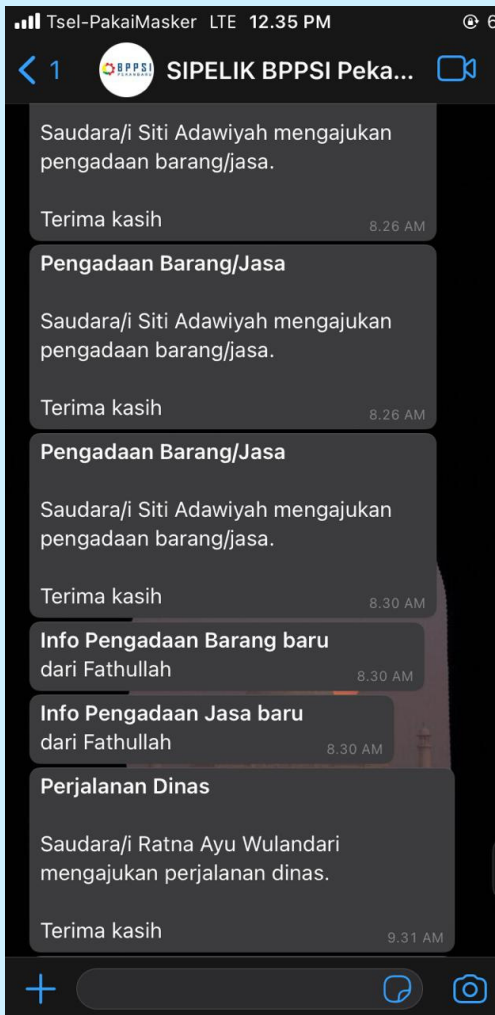 Tsel-PakaiMasker LTE 12.35 PM 6
1 BPPSI PEKANBARU SIPELIK BPPSI Peka...
Saudara/i Siti Adawiyah mengajukan
pengadaan barang/jasa.
Terima kasih
8.26 AM
Pengadaan Barang/Jasa
Saudara/i Siti Adawiyah mengajukan
pengadaan barang/jasa.
Terima kasih
8.26 AM
Pengadaan Barang/Jasa
Saudara/i Siti Adawiyah mengajukan
pengadaan barang/jasa.
Terima kasih
8.30 AM
Info Pengadaan Barang baru
dari Fathullah
8.30 AM
Info Pengadaan Jasa baru
dari Fathullah
8.30 AM
Perjalanan Dinas
Saudara/i Ratna Ayu Wulandari
mengajukan perjalanan dinas.
Terima kasih
9.31 AM